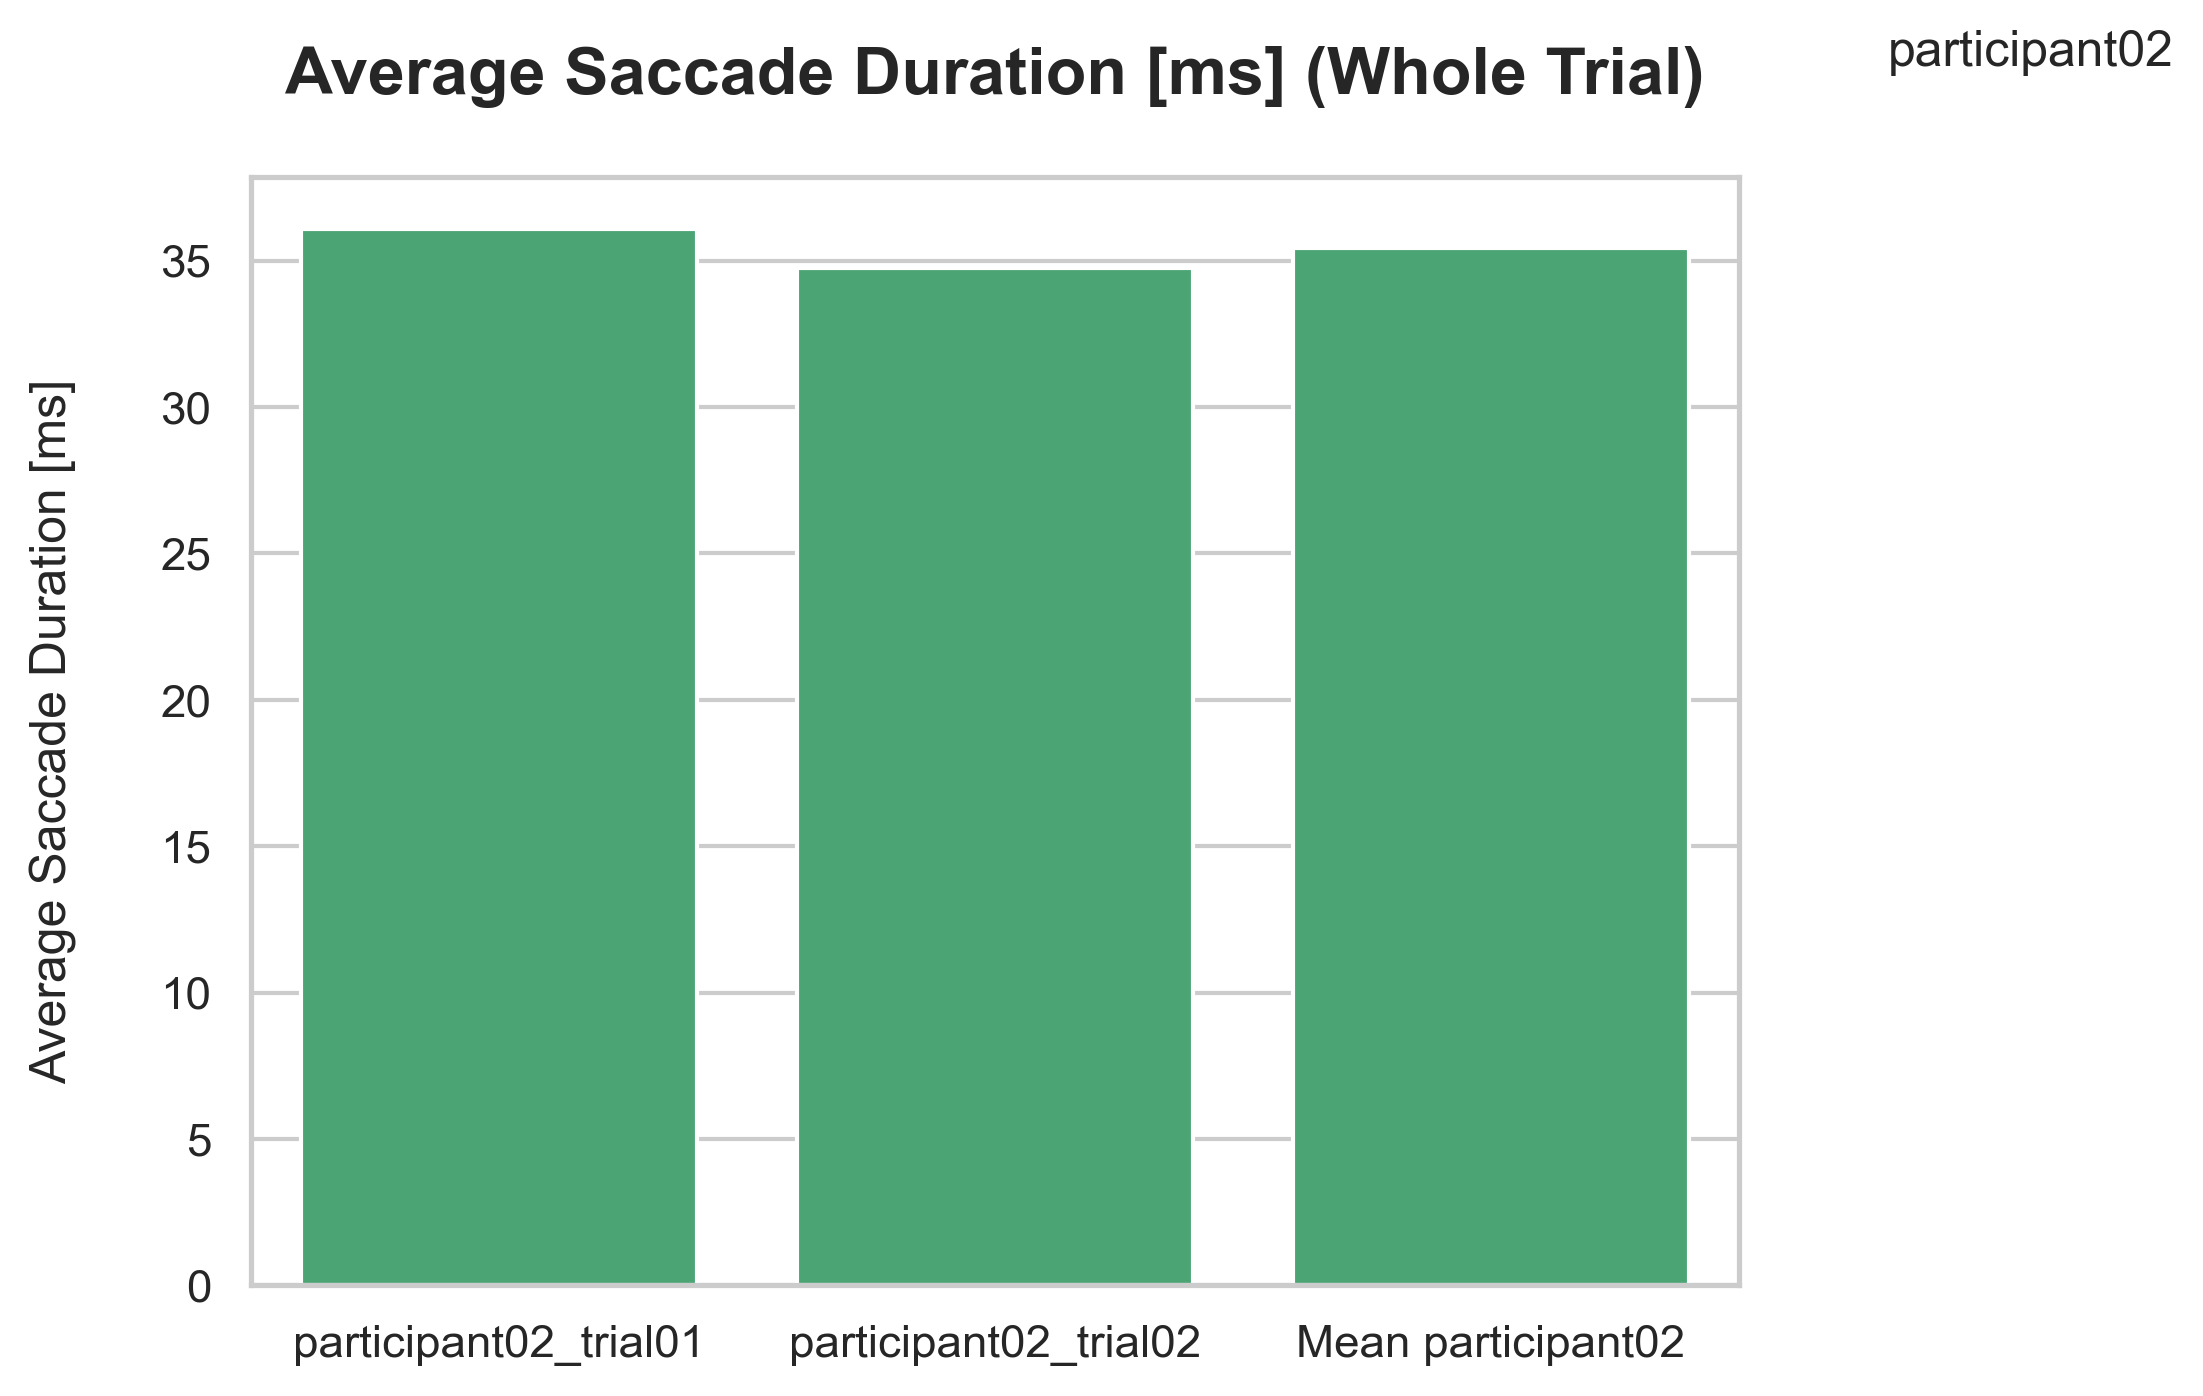 Average Saccade Duration [ms] (Whole Trial)
participant02
Average Saccade Duration [ms]
35
30
25
20
15
10
5
0
participant02_trial01
participant02_trial02
Mean participant02